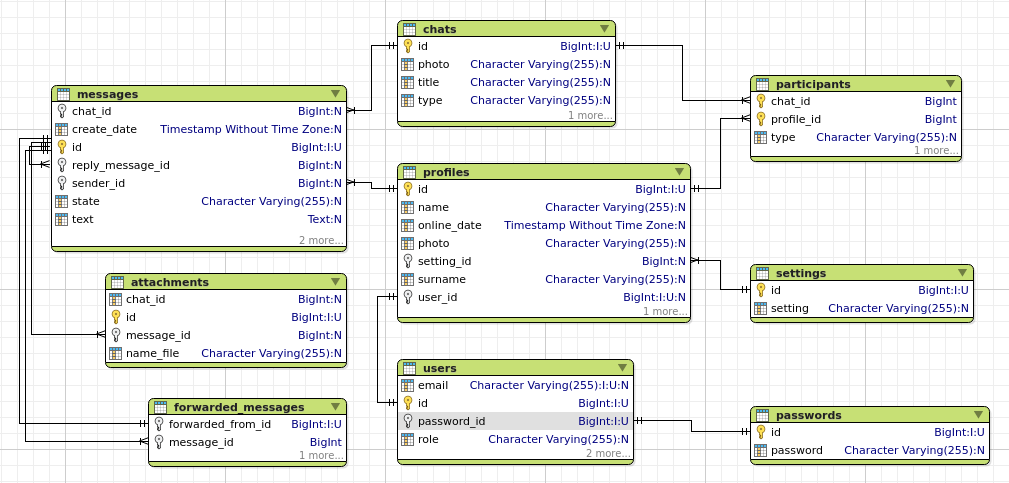 chats
id BigInt:I:U
photo Character Varying(255):N
title Character Varying(255):N
type Character Varying(255):N
1 more...
messages
chat_id BigInt:N
create_date Timestamp Without Time Zone:N
id BigInt:I:U
reply_message_id BigInt:N
sender_id BigInt:N
state Character Varying(255):N
text Text:N
2 more...
participants
chat_id BigInt
profile_id BigInt
type Character Varying(255):N
1 more...
profiles
id BigInt:I:U
name Character Varying(255):N
online_date Timestamp Without Time Zone:N
photo Character Varying(255):N
setting_id BigInt:N
surname Character Varying(255):N
user_id BigInt:I:U:N
1 more...
attachments
chat_id BigInt:N
id BigInt:I:U
message_id BigInt:N
name_file Character Varying(255):N
settings
id BigInt:I:U
setting Character Varying(255):N
users
email Character Varying(255):I:U:N
id BigInt:I:U
password_id BigInt:I:U
role Character Varying(255):N
2 more...
forwarded_messages
forwarded_from_id BigInt:I:U
message_id BigInt
1 more...
passwords
id BigInt:I:U
password Character Varying(255):N